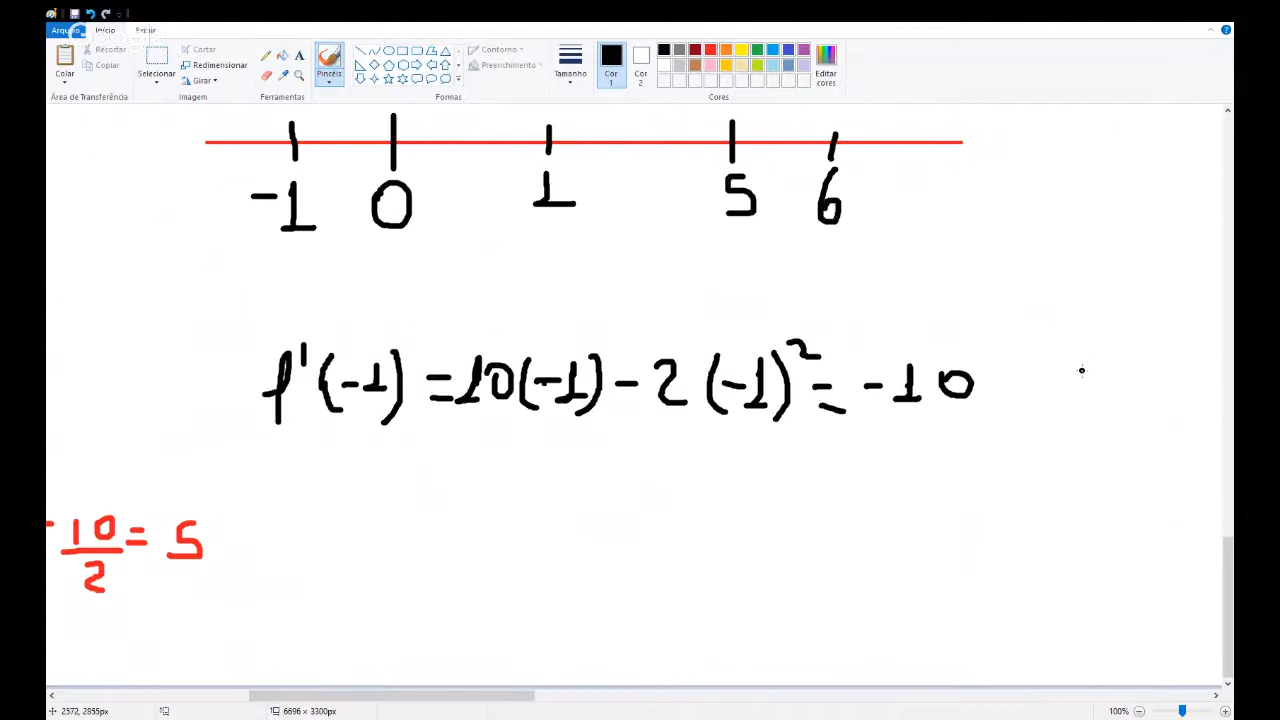 Arquivo Início Exibir
Colar
Recortar
Copiar
Área de Transferência
Selecionar
Cortar
Redimensionar
Girar
Imagem
A
Ferramentas
Pincéis
Contorno
Preenchimento
Formas
Tamanho
Cor 1
Cor 2
Editar cores
Cores
-1 0 1 5 6
f'(-1) = 10(-1) - 2(-1)² = -10
10/2 = 5
2572, 2855px
6696 × 3300px
100%